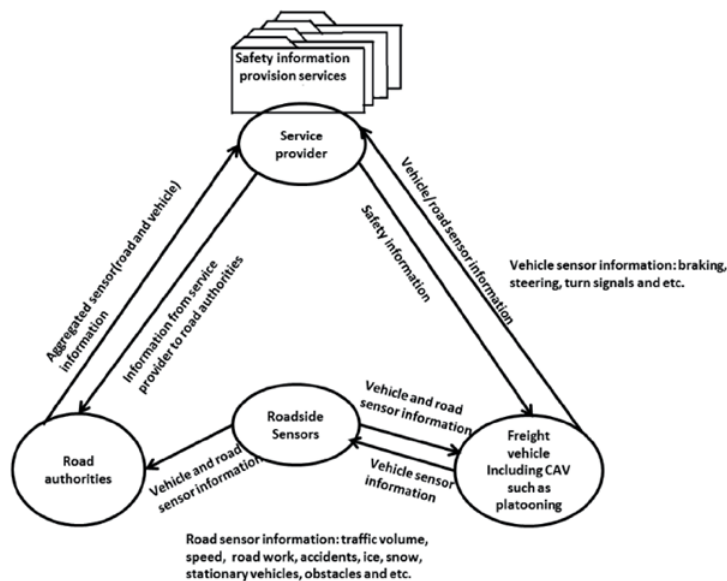 Safety information
provision services
Service
provider
Aggregated sensor(road and vehicle)
information
Information from service
provider to road authorities
Safety information
Vehicle/road sensor information
Vehicle sensor information: braking,
steering, turn signals and etc.
Vehicle and road
sensor information
Roadside
Sensors
Road
authorities
Vehicle and road
sensor information
Vehicle sensor
information
Freight
vehicle
Including CAV
such as
platooning
Road sensor information: traffic volume,
speed, road work, accidents, ice, snow,
stationary vehicles, obstacles and etc.